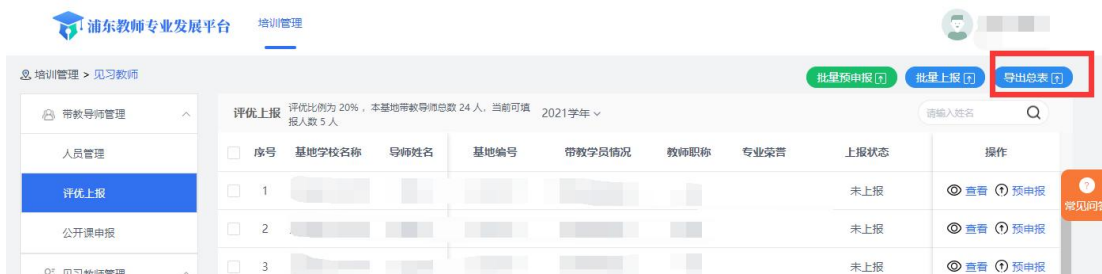 浦东教师专业发展平台 培训管理
培训管理 > 见习教师
批量预申报 批量上报 导出总表
带教导师管理
评优上报 评优比例为 20%，本基地带教导师总数 24 人，当前可填
报人数 5 人
2021学年
请输入姓名
人员管理
序号 基地学校名称 导师姓名 基地编号 带教学员情况 教师职称 专业荣誉 上报状态 操作
评优上报
1 未上报 查看 预申报
常见问答
公开课申报
2 未上报 查看 预申报
见习教师管理
3 未上报 查看 预申报